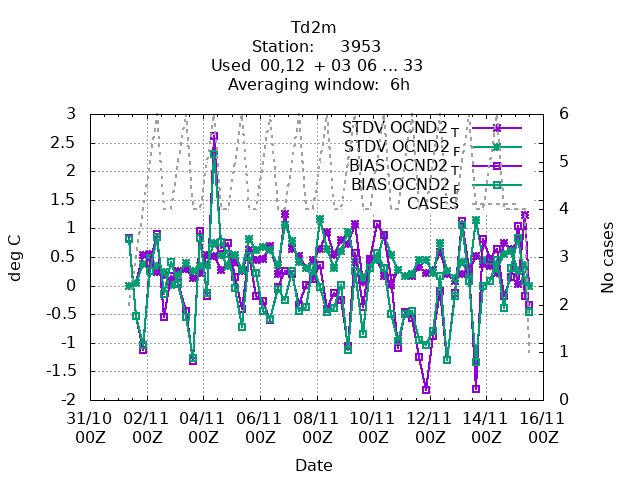 Td2m
Station:     3953
Used  00,12  + 03 06 ... 33
Averaging window:  6h
STDV OCND2 T
STDV OCND2 F
BIAS OCND2 T
BIAS OCND2 F
CASES
deg C
3
2.5
2
1.5
1
0.5
0
-0.5
-1
-1.5
-2
No cases
6
5
4
3
2
1
0
31/10 02/11 04/11 06/11 08/11 10/11 12/11 14/11 16/11
00Z 00Z 00Z 00Z 00Z 00Z 00Z 00Z 00Z
Date